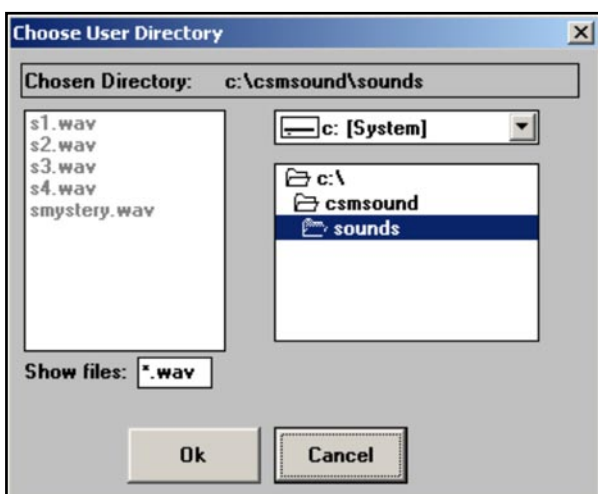 Choose User Directory
Chosen Directory: c:\csmsound\sounds
s1.wav
s2.wav
s3.wav
s4.wav
smystery.wav
c: [System]
c:\
csmsound
sounds
Show files: *.wav
Ok
Cancel